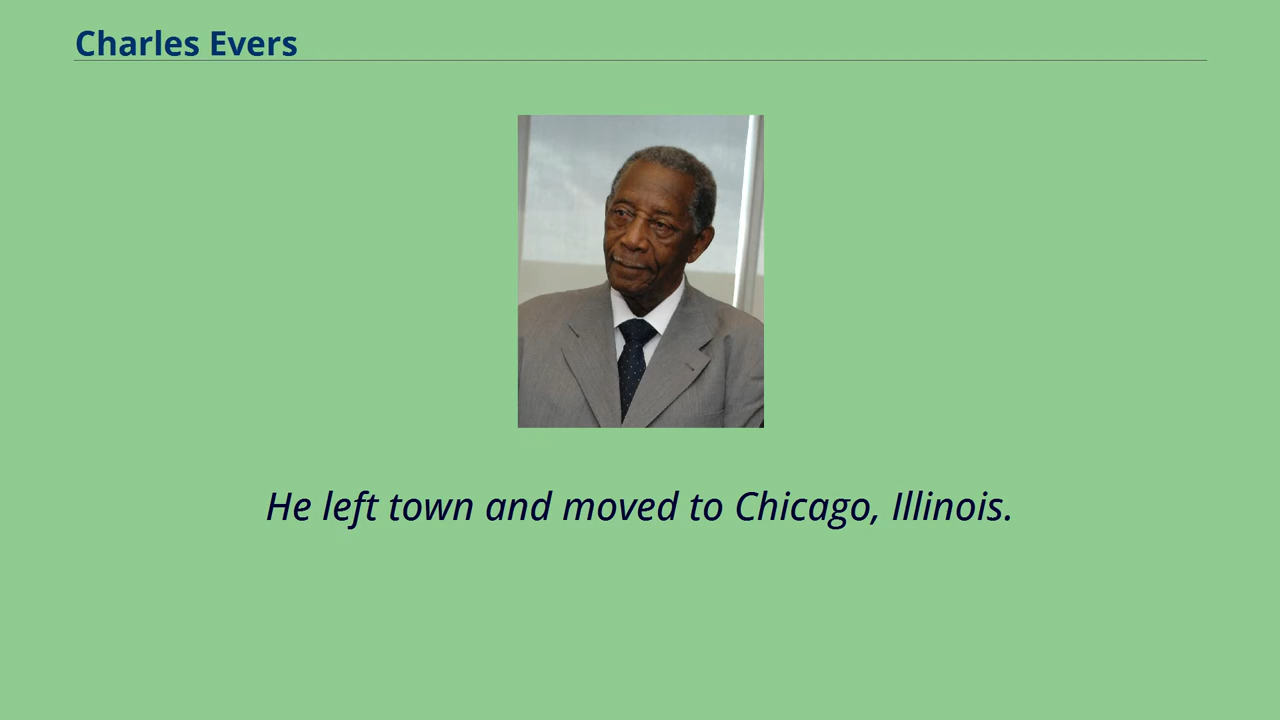 Charles Evers
He left town and moved to Chicago, Illinois.